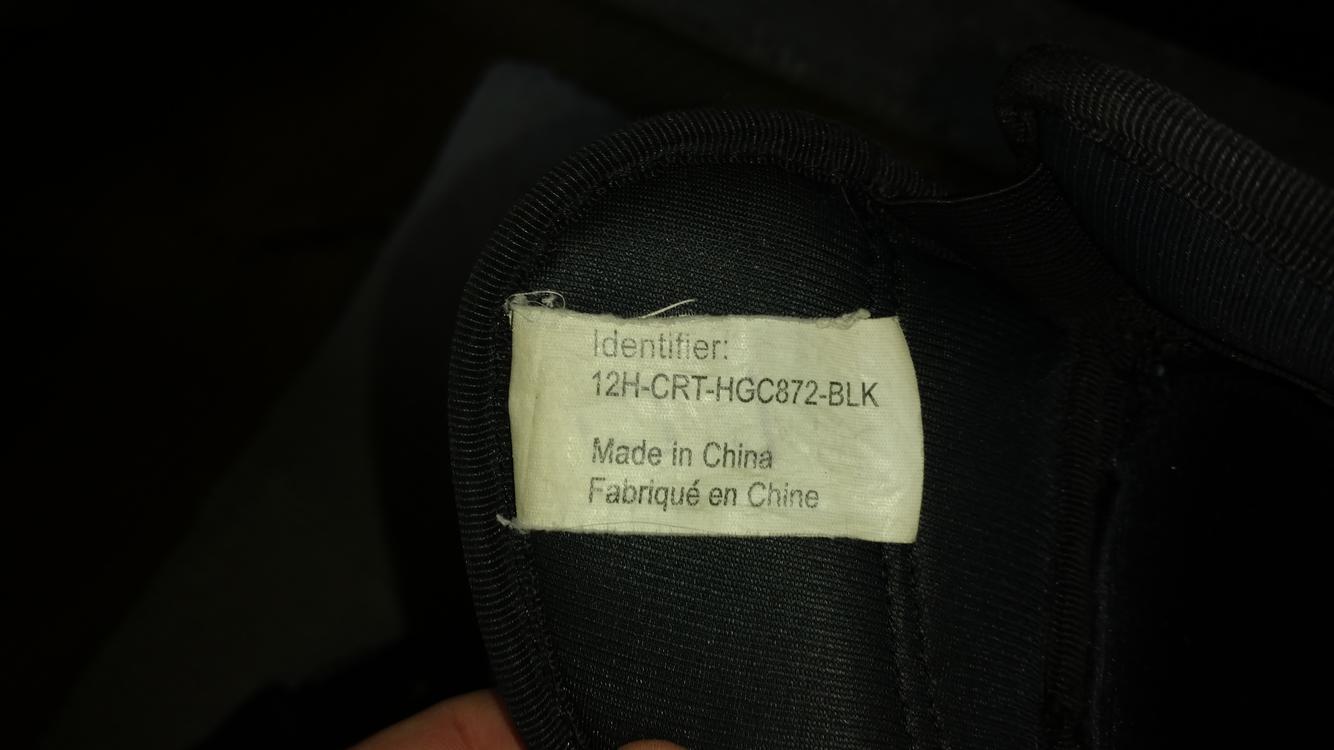 Identifier:
12H-CRT-HGC872-BLK
Made in China
Fabriqué en Chine